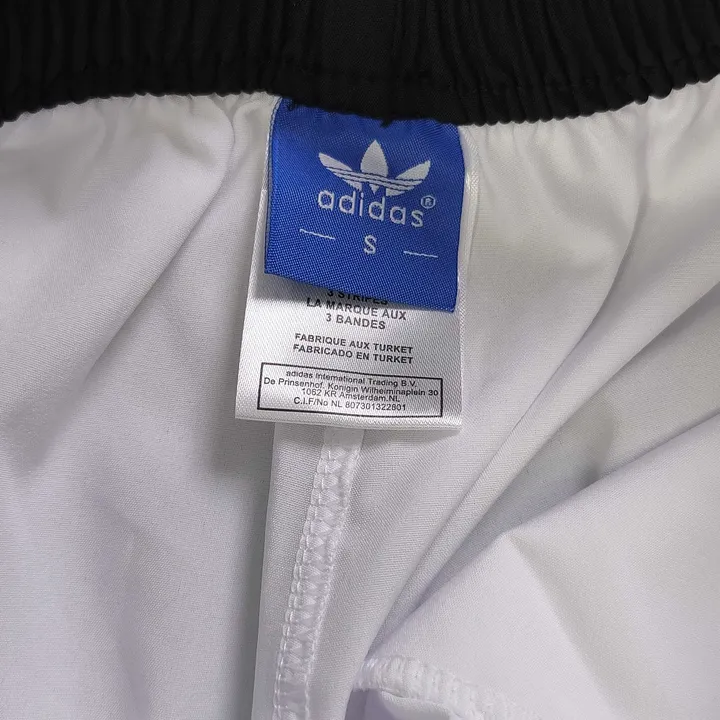 adidas®
S
3 STRIPES
LA MARQUE AUX
3 BANDES
FABRIQUE AUX TURKET
FABRICADO EN TURKET
adidas International Trading B.V.
De Prinsenhof, Konigin Wilheiminaplein 30
1062 KR Amsterdam.NL
C.I.F/No NL 807301322801